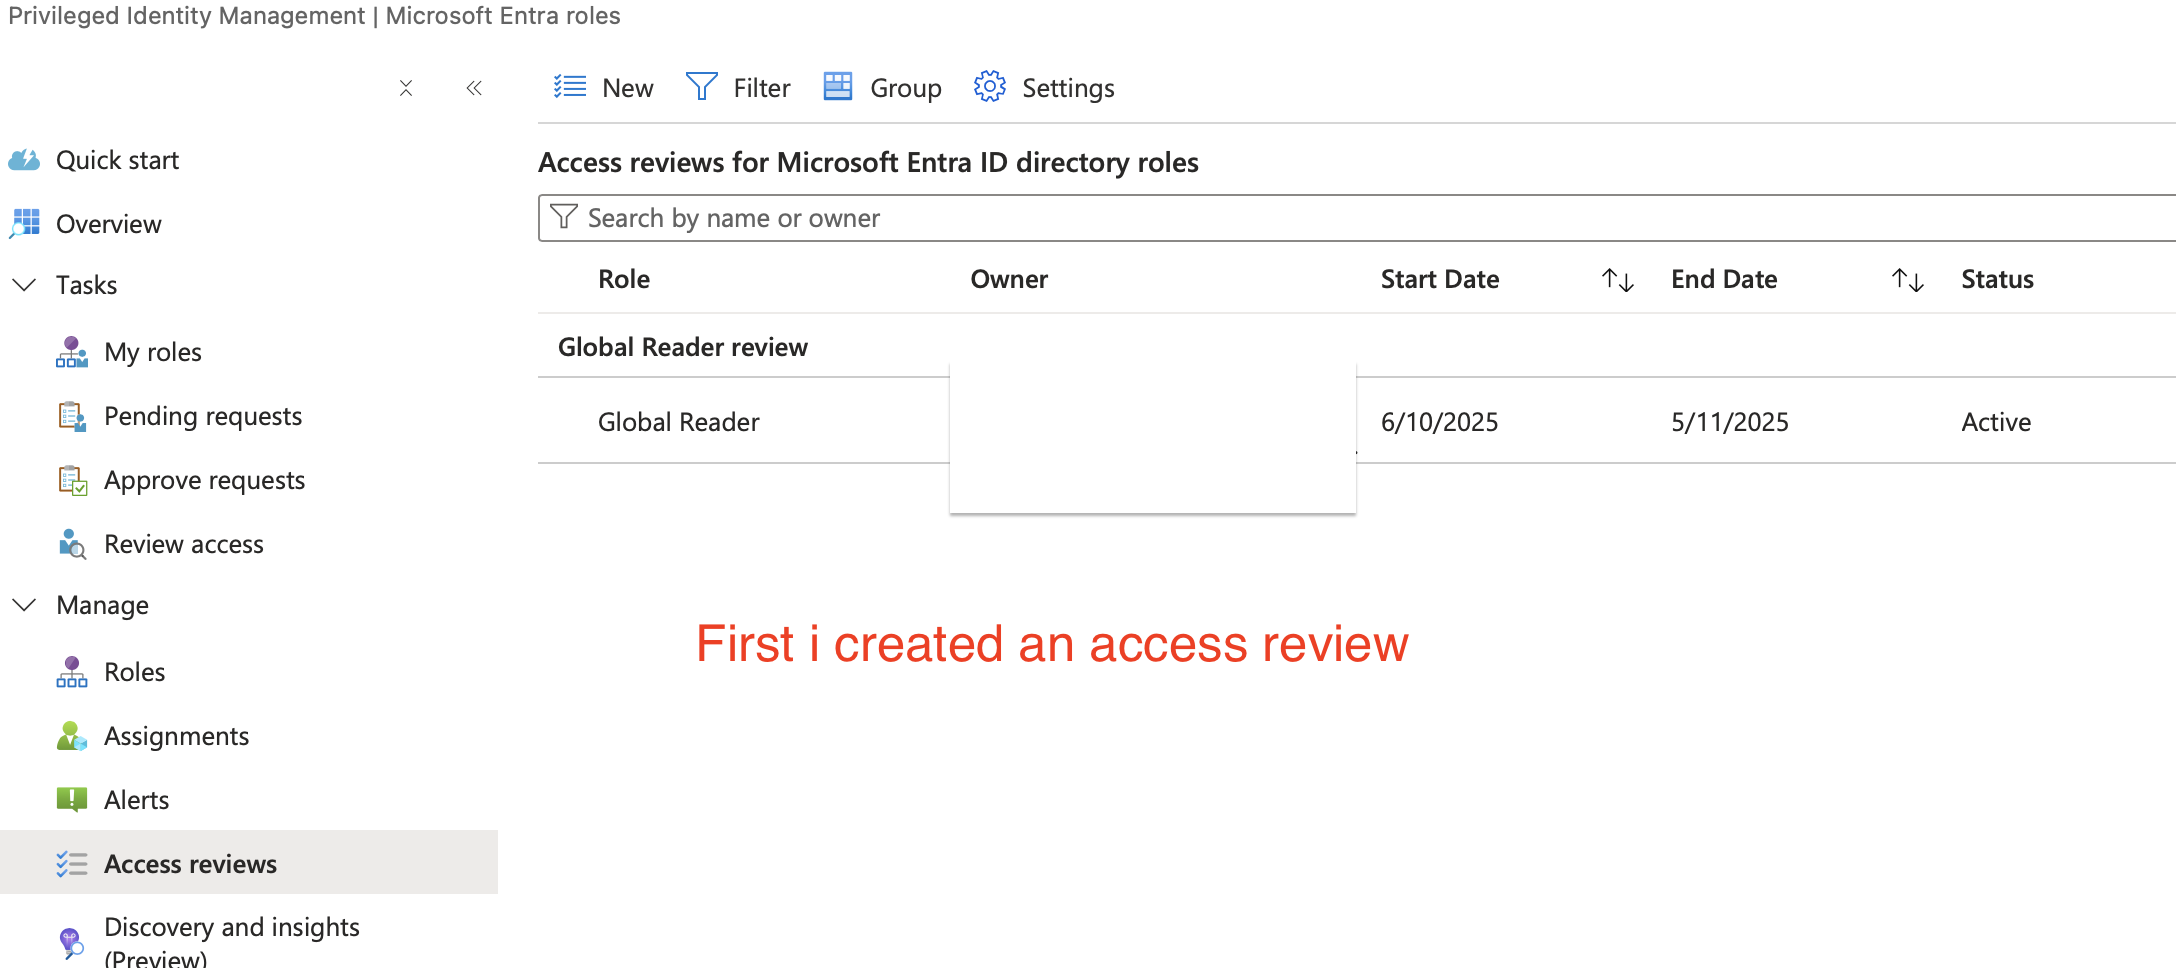 Privileged Identity Management | Microsoft Entra roles
New Filter Group Settings
Quick start
Overview
Tasks
My roles
Pending requests
Approve requests
Review access
Manage
Roles
Assignments
Alerts
Access reviews
Discovery and insights
(Preview)
Access reviews for Microsoft Entra ID directory roles
Search by name or owner
Role Owner Start Date End Date Status
Global Reader review
Global Reader 6/10/2025 5/11/2025 Active
First i created an access review